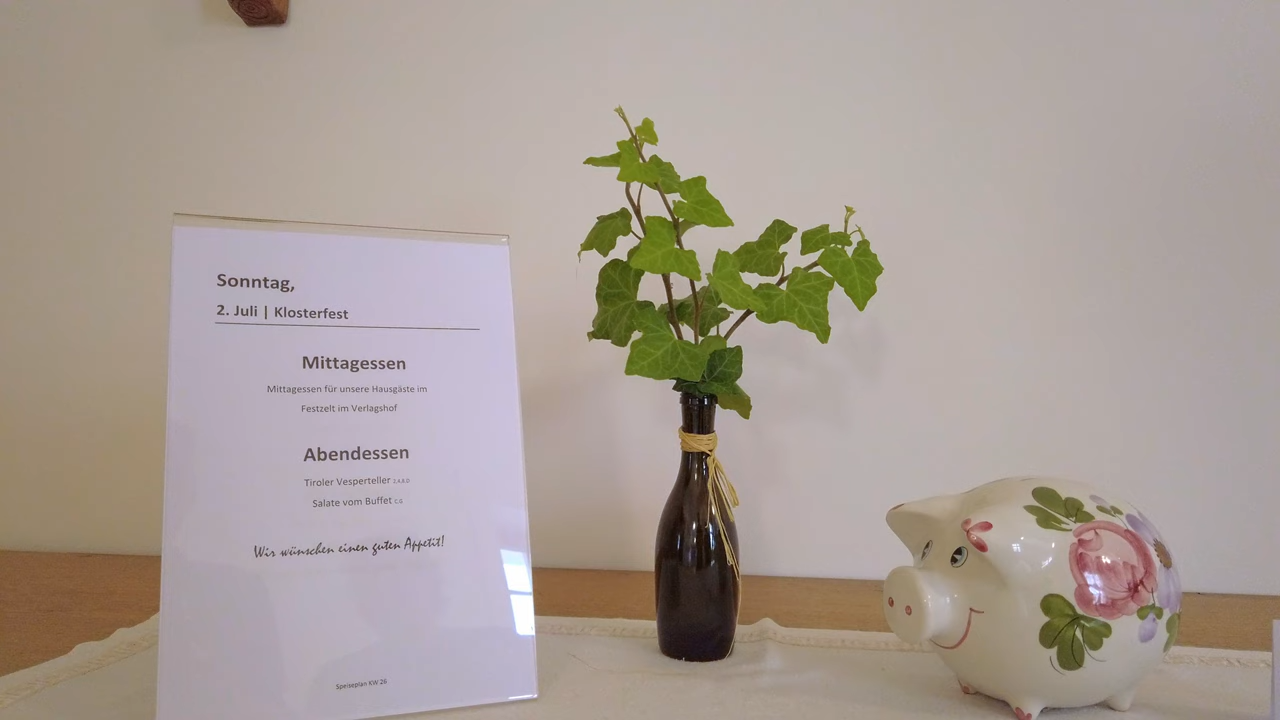 Sonntag,
2. Juli | Klosterfest
Mittagessen
Mittagessen für unsere Hausgäste im
Festzelt im Verlagshof
Abendessen
Tiroler Vesperteller
Salate vom Buffet
Wir wünschen einen guten Appetit!
Speiseplan KW 26